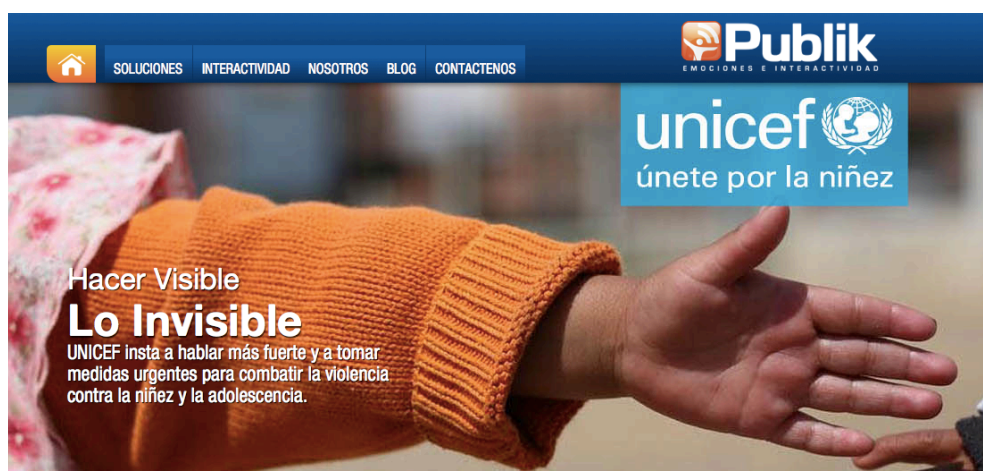 SOLUCIONES INTERACTIVIDAD NOSOTROS BLOG CONTACTENOS
Publik
EMOCIONES E INTERACTIVIDAD
unicef
únete por la niñez
Hacer Visible
Lo Invisible
UNICEF insta a hablar más fuerte y a tomar
medidas urgentes para combatir la violencia
contra la niñez y la adolescencia.